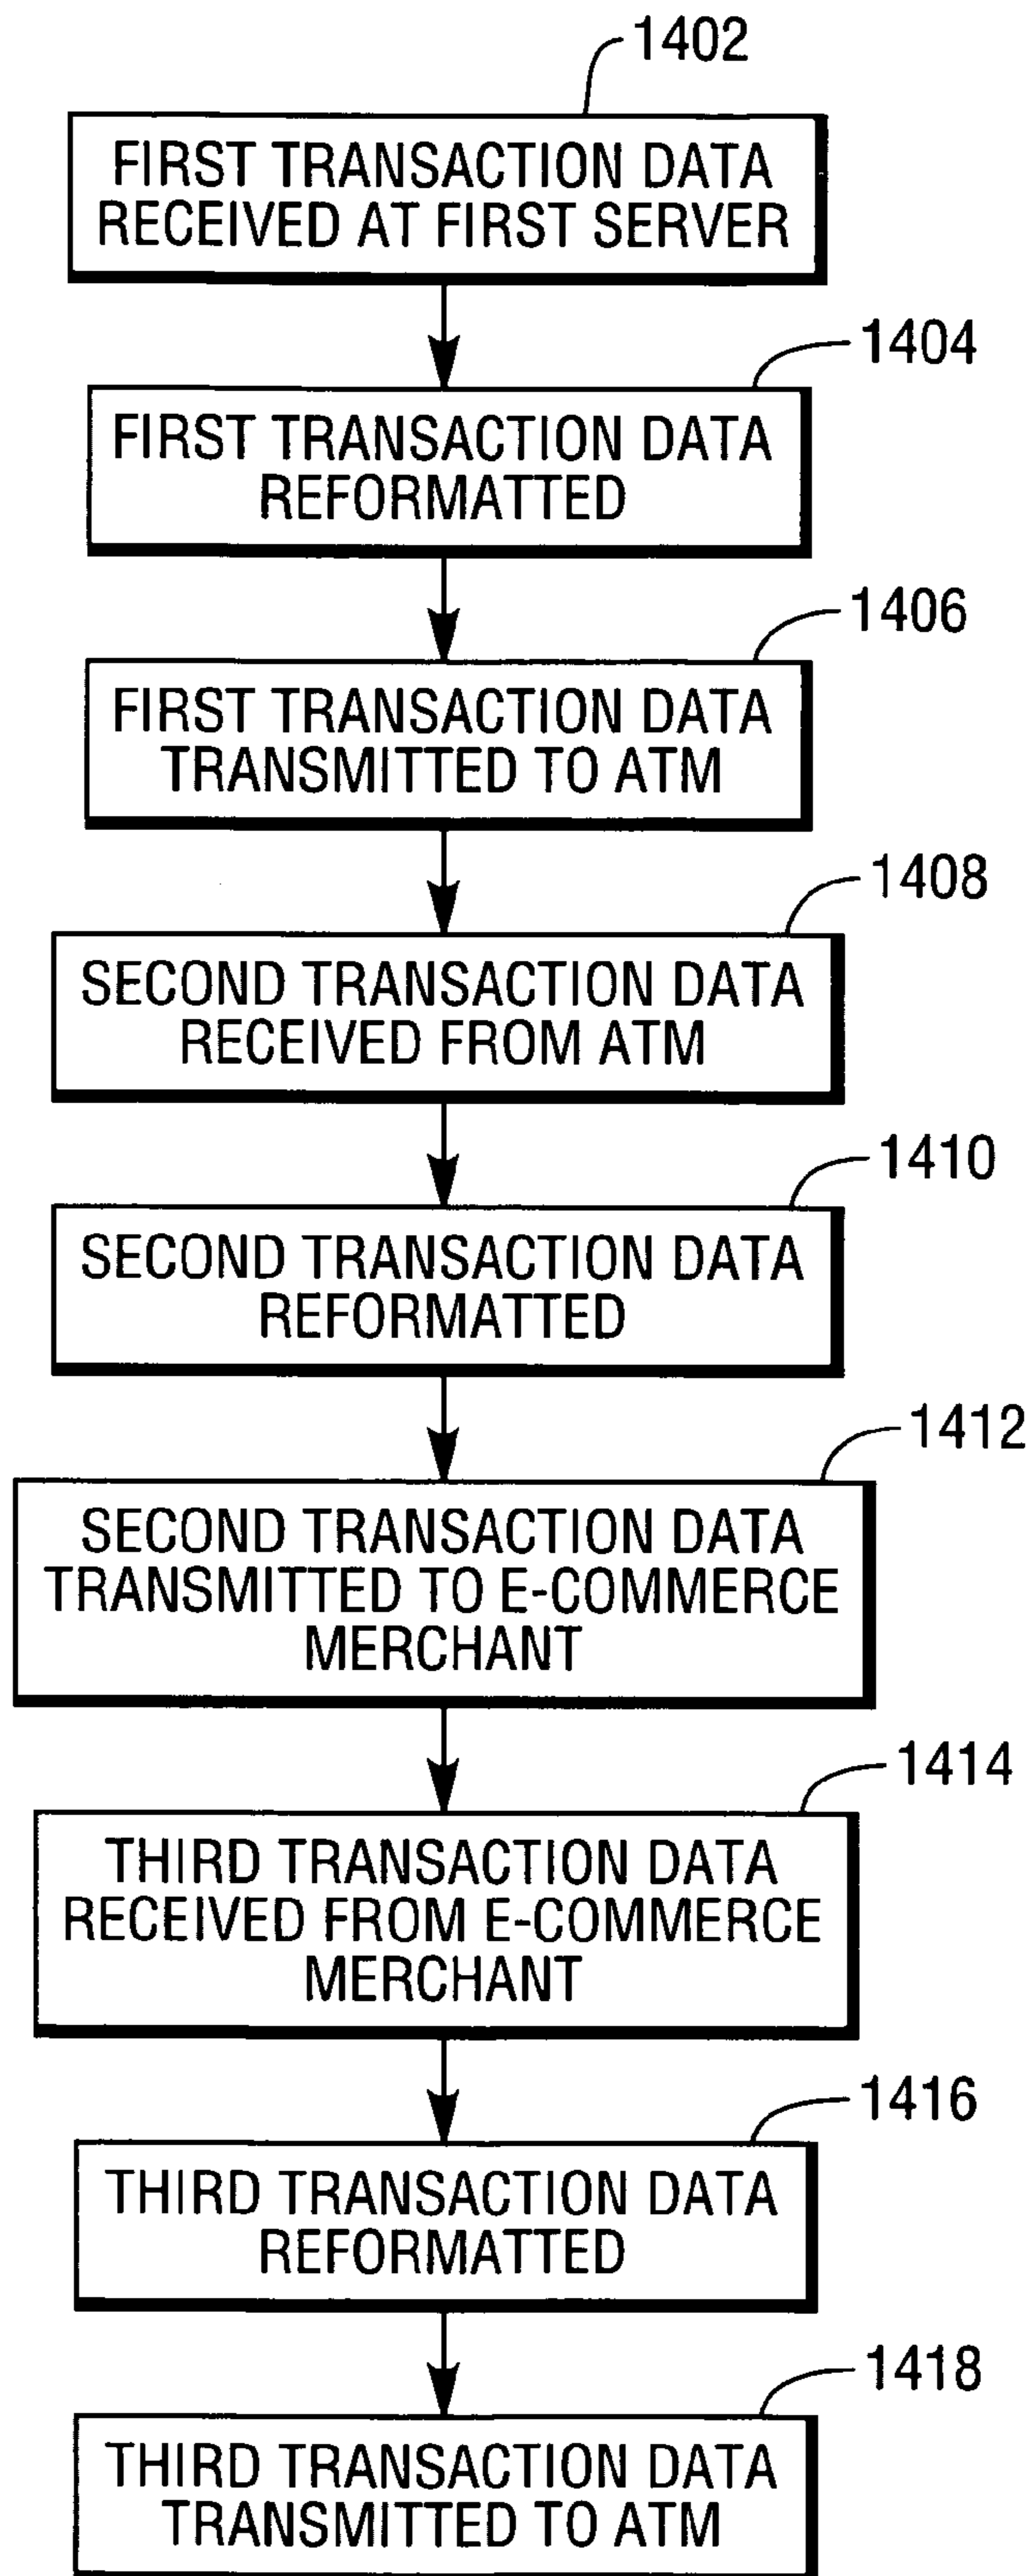 1402
FIRST TRANSACTION DATA
RECEIVED AT FIRST SERVER
1404
FIRST TRANSACTION DATA
REFORMATTED
1406
FIRST TRANSACTION DATA
TRANSMITTED TO ATM
1408
SECOND TRANSACTION DATA
RECEIVED FROM ATM
1410
SECOND TRANSACTION DATA
REFORMATTED
1412
SECOND TRANSACTION DATA
TRANSMITTED TO E-COMMERCE
MERCHANT
1414
THIRD TRANSACTION DATA
RECEIVED FROM E-COMMERCE
MERCHANT
1416
THIRD TRANSACTION DATA
REFORMATTED
1418
THIRD TRANSACTION DATA
TRANSMITTED TO ATM